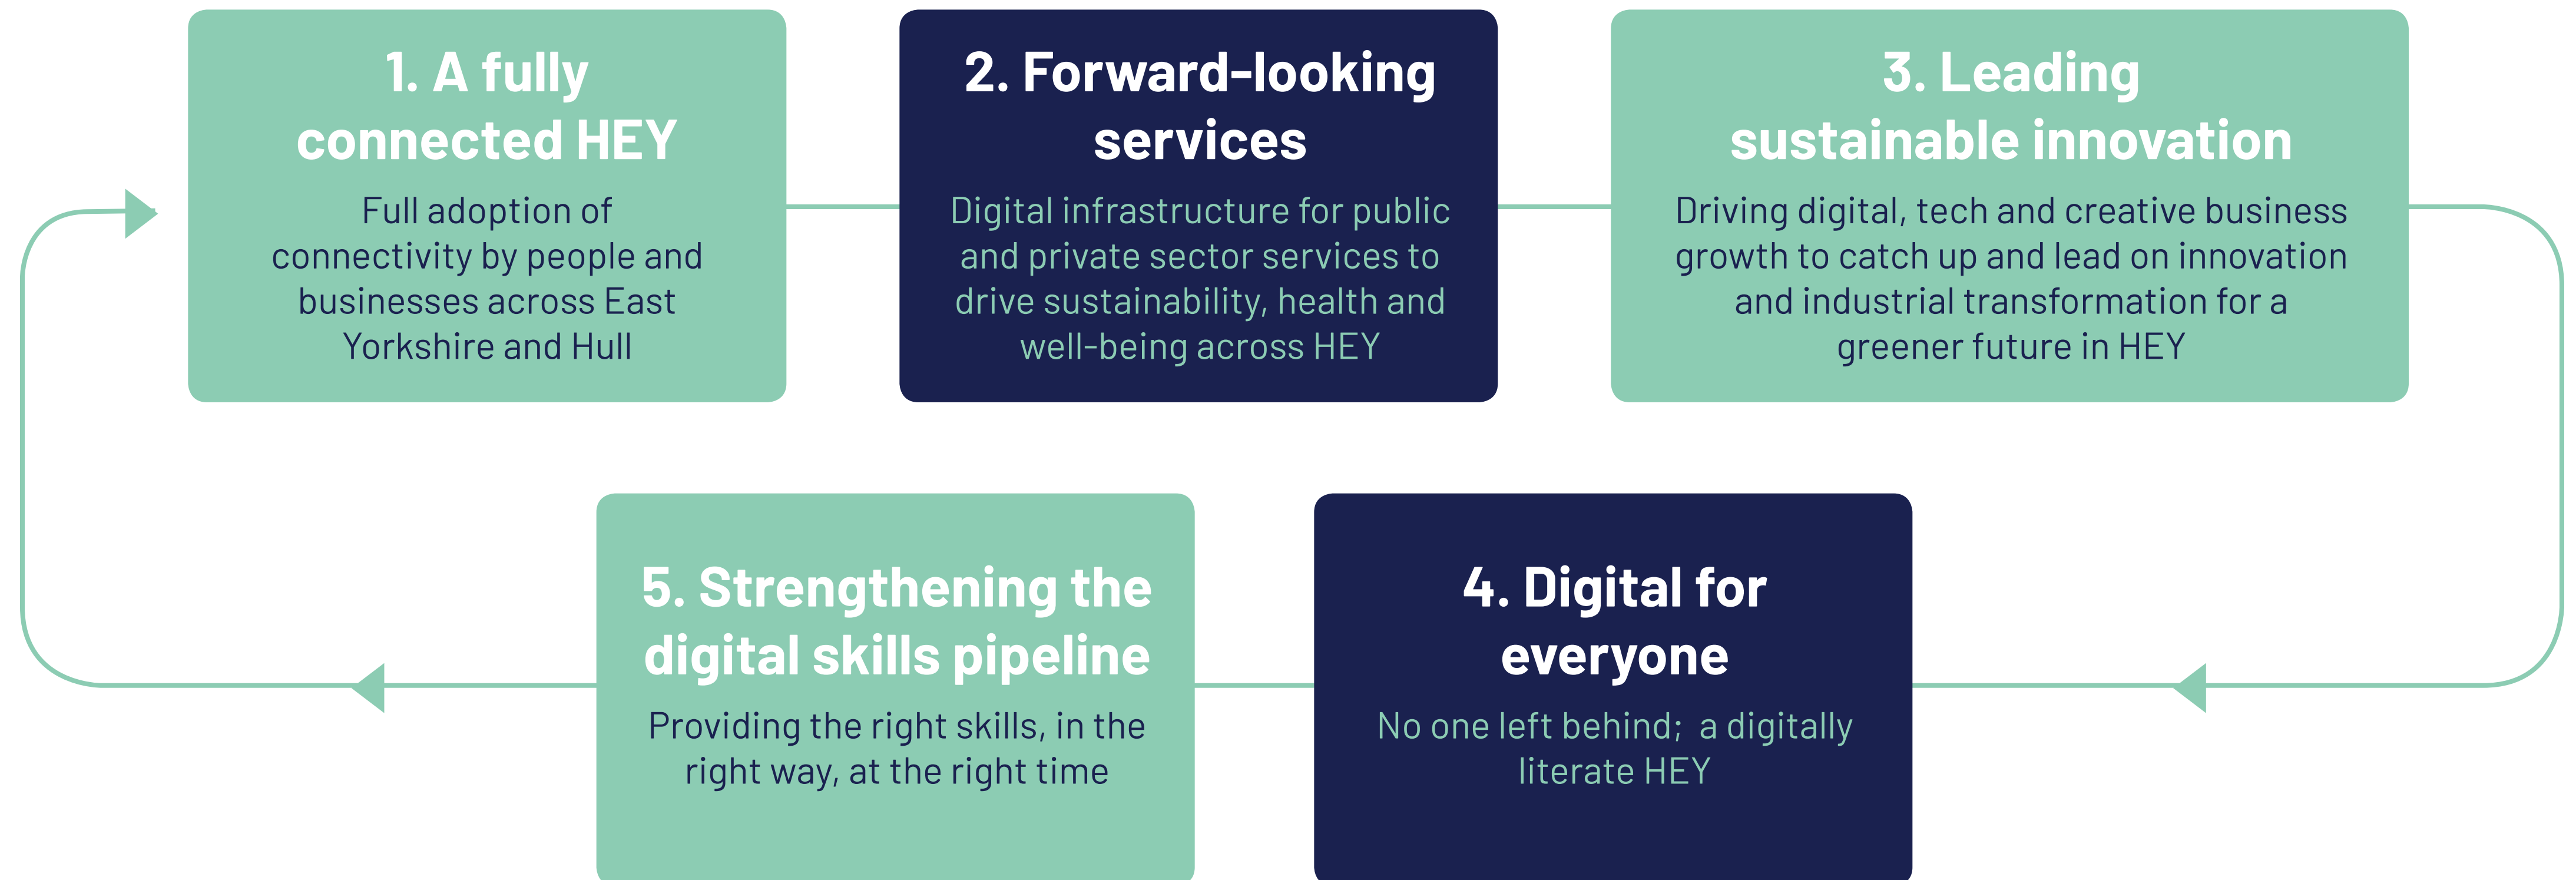 1. A fully
connected HEY
Full adoption of
connectivity by people and
businesses across East
Yorkshire and Hull
2. Forward-looking
services
Digital infrastructure for public
and private sector services to
drive sustainability, health and
well-being across HEY
3. Leading
sustainable innovation
Driving digital, tech and creative business
growth to catch up and lead on innovation
and industrial transformation for a
greener future in HEY
4. Digital for
everyone
No one left behind;  a digitally
literate HEY
5. Strengthening the
digital skills pipeline
Providing the right skills, in the
right way, at the right time